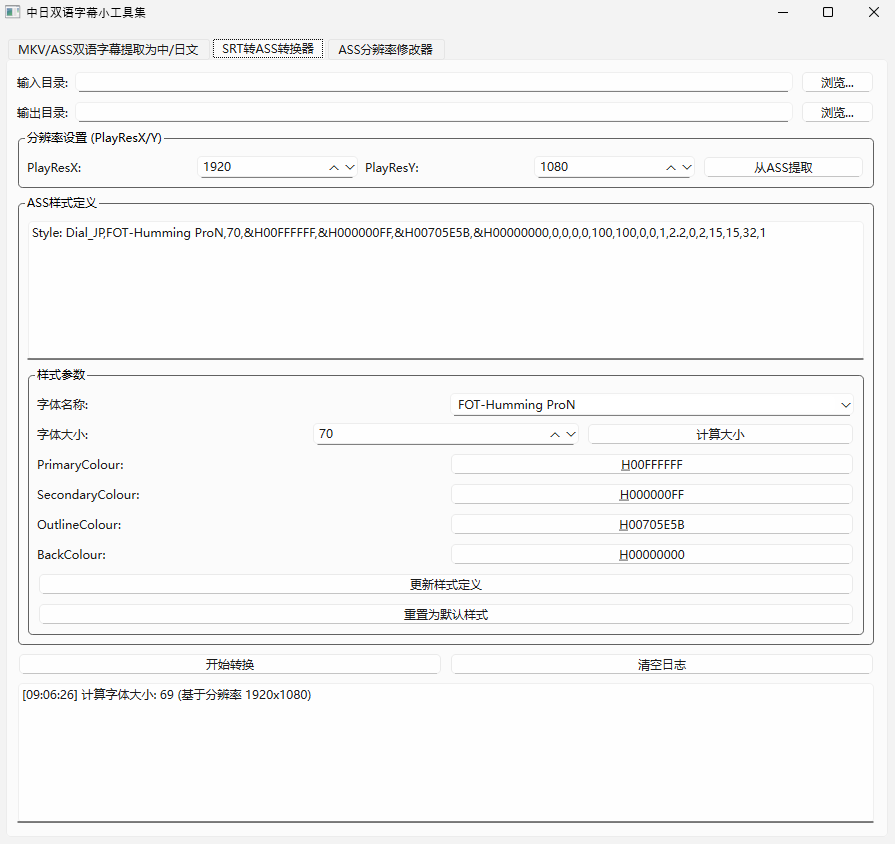 中日双语字幕小工具集
MKV/ASS双语字幕提取为中/日文 SRT转ASS转换器 ASS分辨率修改器
输入目录: 浏览...
输出目录: 浏览...
分辨率设置 (PlayResX/Y)
PlayResX: 1920 PlayResY: 1080 从ASS提取
ASS样式定义
Style: Dial_JP,FOT-Humming ProN,70,&H00FFFFFF,&H000000FF,&H00705E5B,&H00000000,0,0,0,0,100,100,0,0,1,2.2,0,2,15,15,32,1
样式参数
字体名称: FOT-Humming ProN
字体大小: 70 计算大小
PrimaryColour: H00FFFFFF
SecondaryColour: H000000FF
OutlineColour: H00705E5B
BackColour: H00000000
更新样式定义
重置为默认样式
开始转换 清空日志
[09:06:26] 计算字体大小: 69 (基于分辨率 1920x1080)